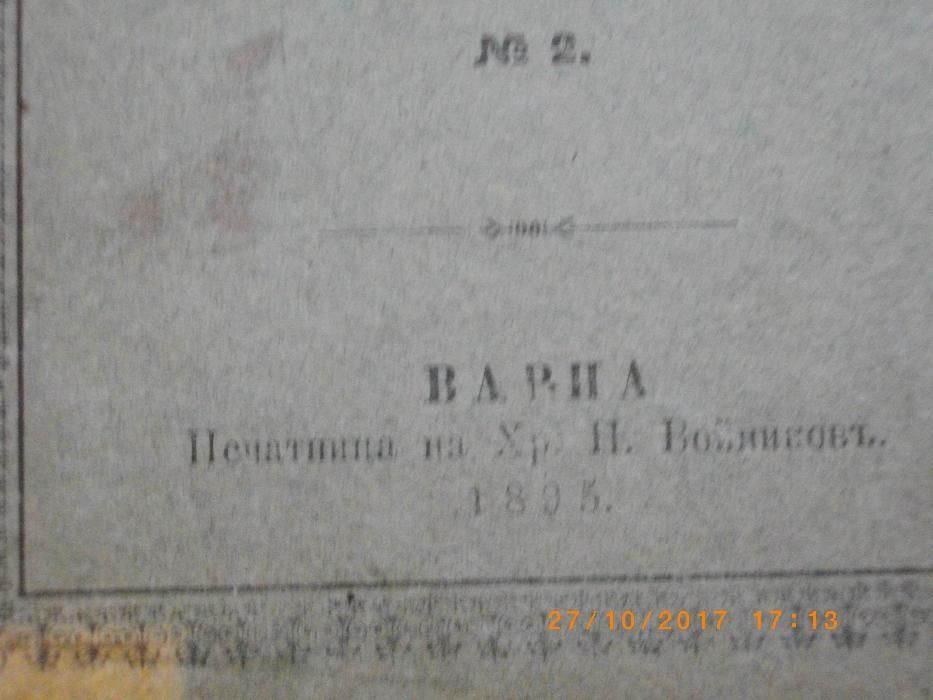 № 2.
ВАРНА
Печатница на Хр. Н. Войниковъ.
1895.
27/10/2017 17:13